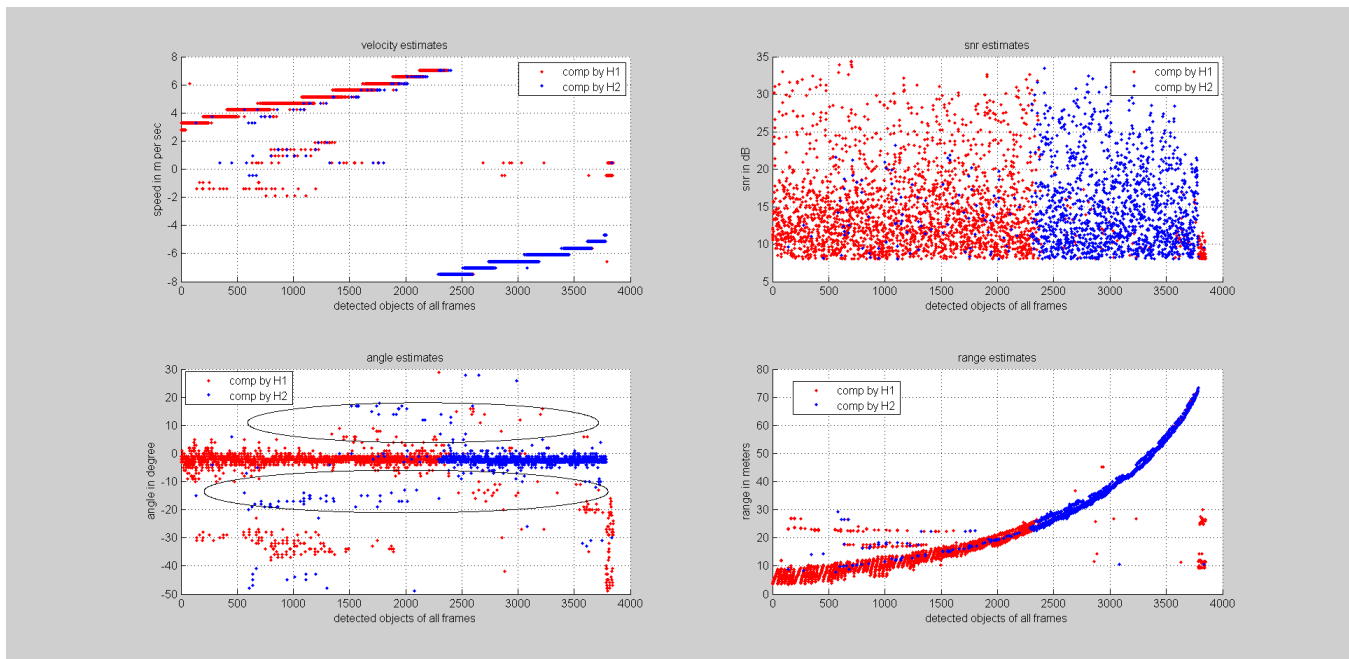 velocity estimates
8
6
4
2
0
-2
-4
-6
-8
speed in m per sec
comp by H1
comp by H2
0 500 1000 1500 2000 2500 3000 3500 4000
detected objects of all frames
snr estimates
35
30
25
20
15
10
5
snr in dB
comp by H1
comp by H2
0 500 1000 1500 2000 2500 3000 3500 4000
detected objects of all frames
angle estimates
30
20
10
0
-10
-20
-30
-40
-50
angle in degree
comp by H1
comp by H2
0 500 1000 1500 2000 2500 3000 3500 4000
detected objects of all frames
range estimates
80
70
60
50
40
30
20
10
0
range in meters
comp by H1
comp by H2
0 500 1000 1500 2000 2500 3000 3500 4000
detected objects of all frames